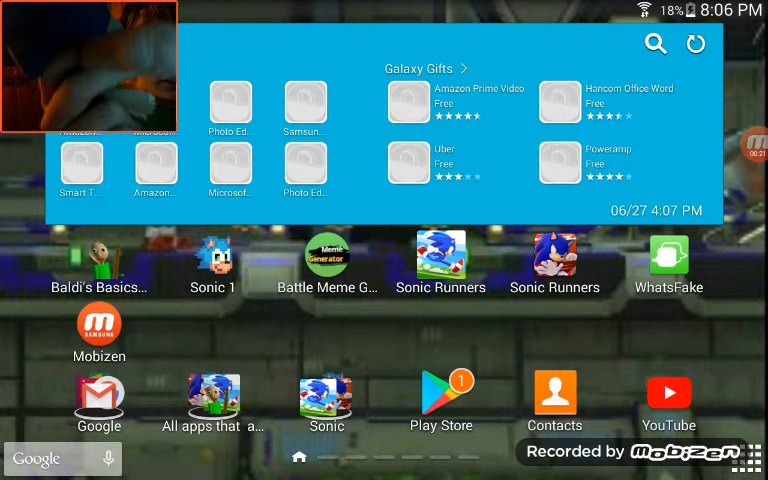 18% 8:06 PM
Galaxy Gifts >
Amazon Prime Video
Free
Hancom Office Word
Free
Photo Ed..
Samsun..
Uber
Free
Poweramp
Free
Smart T...
Amazon..
Microsof..
Photo Ed..
06/27 4:07 PM
00:21
Meme
Generator
Baldi's Basics...
Sonic 1
Battle Meme G...
Sonic Runners
Sonic Runners
WhatsFake
SAMSUNG
Mobizen
1
Google
All apps that a...
Sonic
Play Store
Contacts
YouTube
Google
Recorded by mobizen